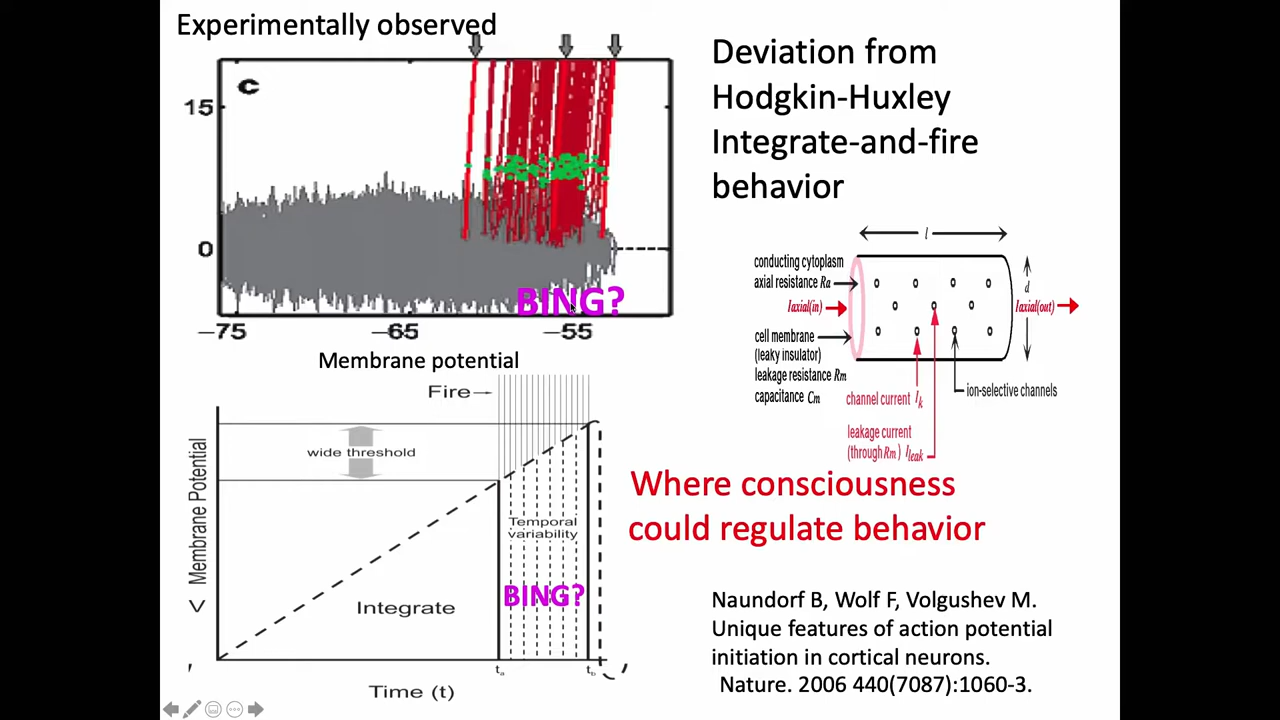 Experimentally observed
C
15
0
−75
−65
−55
BING?
Membrane potential
Fire→
wide threshold
Temporal
variability
BING?
Integrate
< Membrane Potential
ta
tb
Time (t)
Deviation from
Hodgkin-Huxley
Integrate-and-fire
behavior
l
d
conducting cytoplasm
axial resistance Ra
Iaxial(in)
Iaxial(out)
cell membrane
(leaky insulator)
leakage resistance Rm
capacitance Cm
channel current Ik
ion-selective channels
leakage current
(through Rm) Ileak
Where consciousness
could regulate behavior
Naundorf B, Wolf F, Volgushev M.
Unique features of action potential
initiation in cortical neurons.
Nature. 2006 440(7087):1060-3.